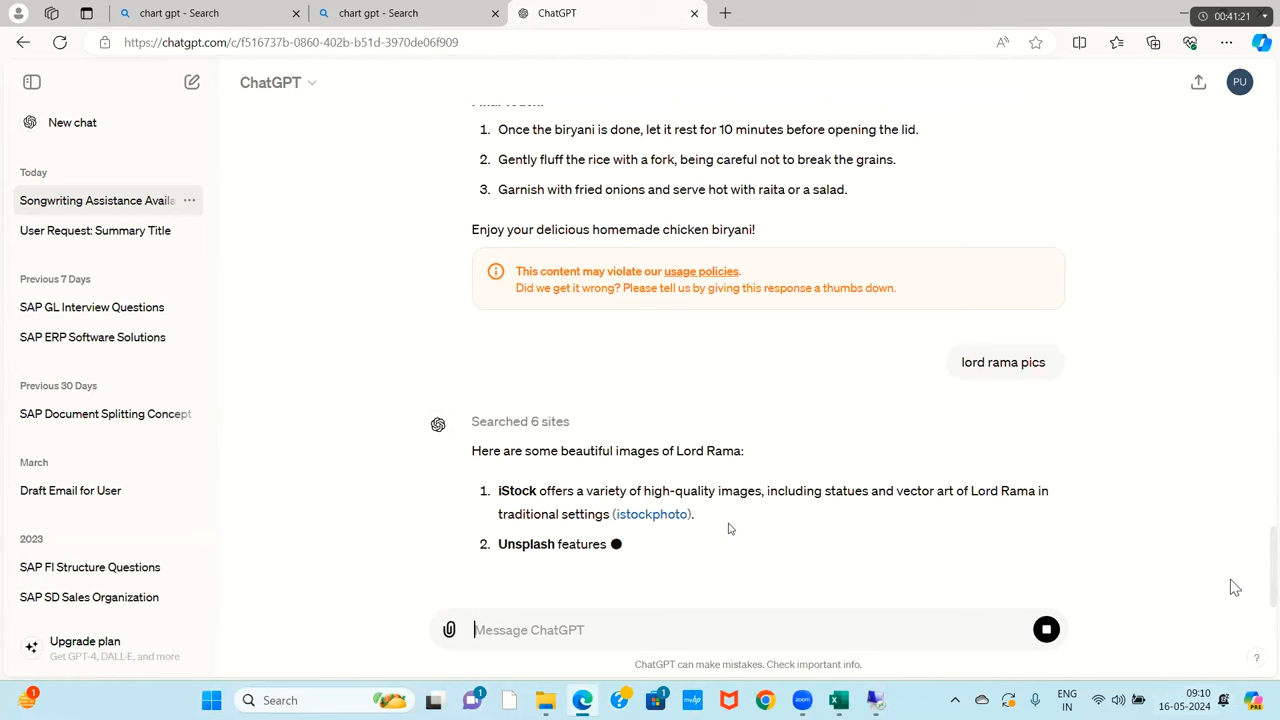 chart gpt - Search
chart gpt - Search
ChatGPT
00:41:21
https://chatgpt.com/c/f516737b-0860-402b-b51d-3970de06f909
ChatGPT
PU
New chat
Today
Songwriting Assistance Availa
User Request: Summary Title
Previous 7 Days
SAP GL Interview Questions
SAP ERP Software Solutions
Previous 30 Days
SAP Document Splitting Concept
March
Draft Email for User
2023
SAP FI Structure Questions
SAP SD Sales Organization
Upgrade plan
Get GPT-4, DALL·E, and more
1. Once the biryani is done, let it rest for 10 minutes before opening the lid.
2. Gently fluff the rice with a fork, being careful not to break the grains.
3. Garnish with fried onions and serve hot with raita or a salad.
Enjoy your delicious homemade chicken biryani!
This content may violate our usage policies.
Did we get it wrong? Please tell us by giving this response a thumbs down.
lord rama pics
Searched 6 sites
Here are some beautiful images of Lord Rama:
1. iStock offers a variety of high-quality images, including statues and vector art of Lord Rama in
traditional settings (istockphoto).
2. Unsplash features
Message ChatGPT
ChatGPT can make mistakes. Check important info.
?
1
Search
1
1
myHP
zoom
ENG
IN
09:10
16-05-2024
PRE